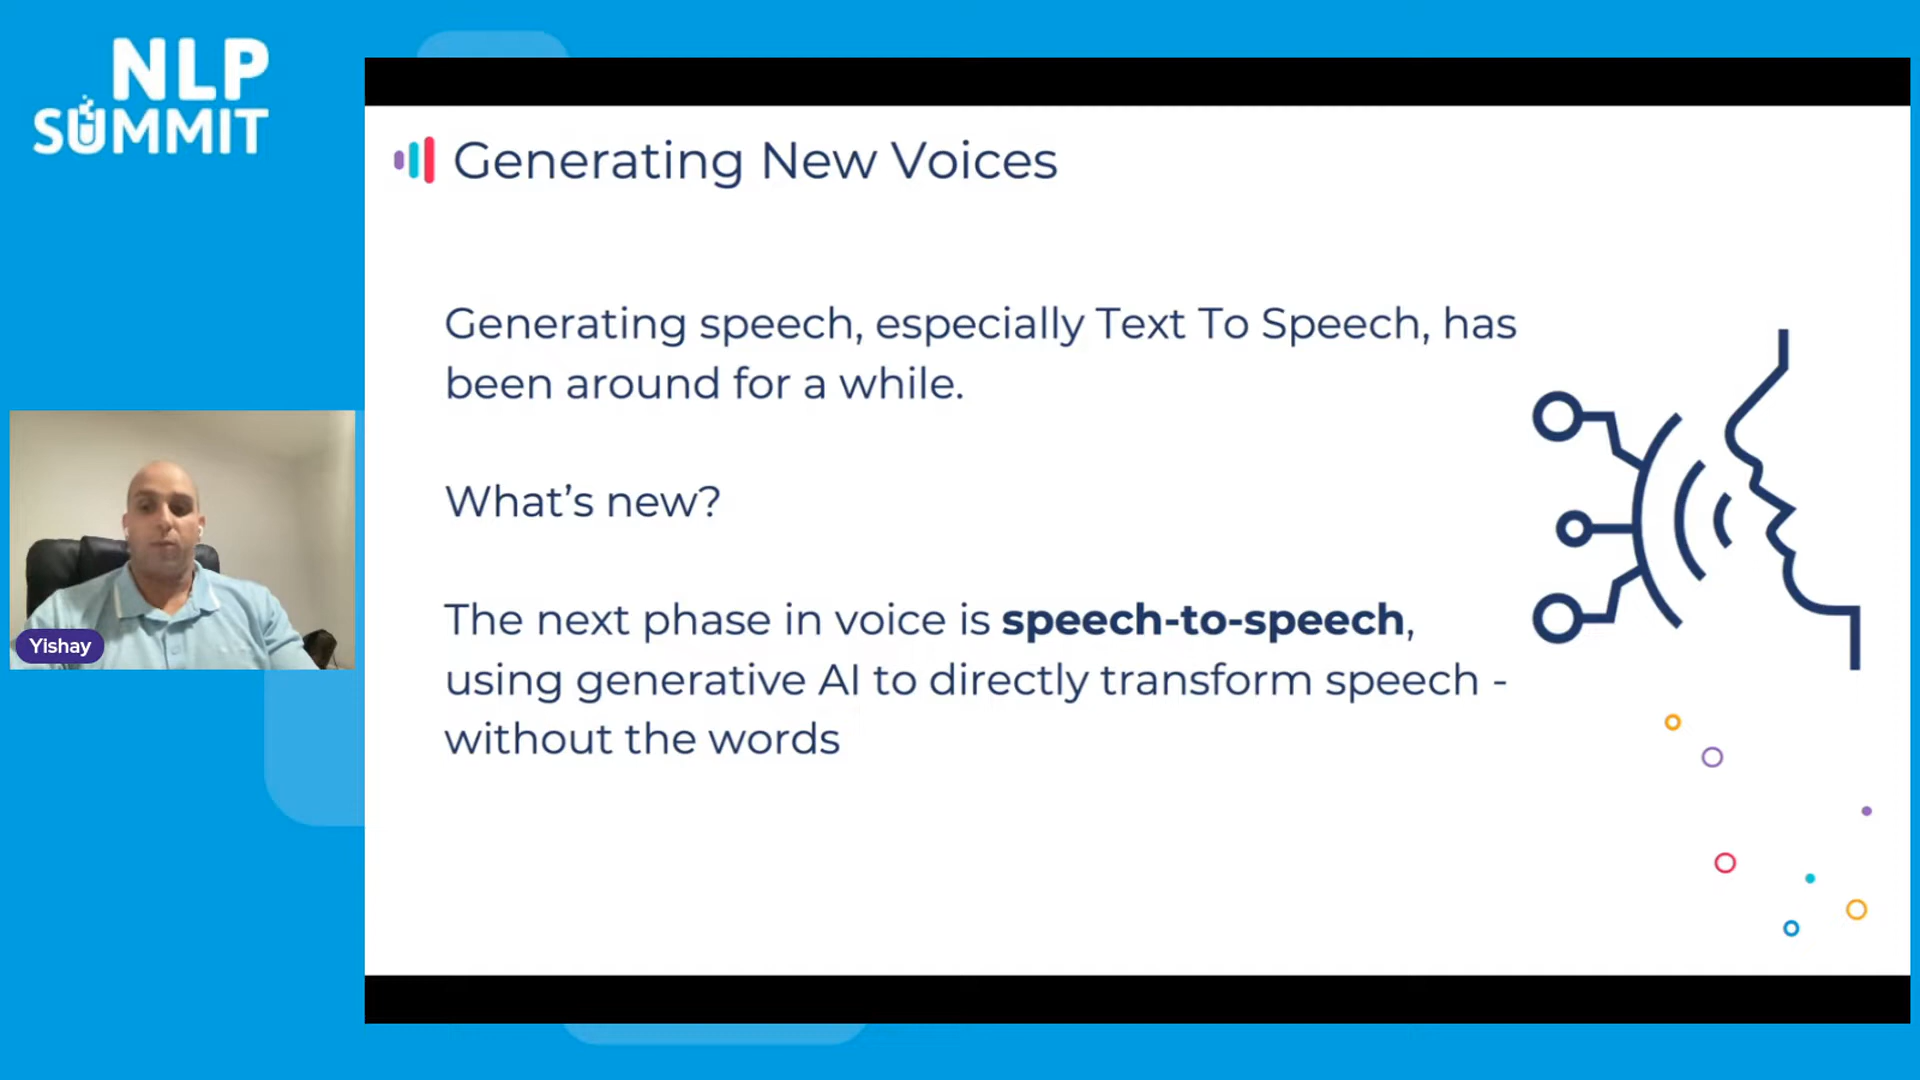 NLP
SUMMIT
Generating New Voices
Generating speech, especially Text To Speech, has
been around for a while.
What's new?
The next phase in voice is speech-to-speech,
using generative AI to directly transform speech -
without the words
Yishay